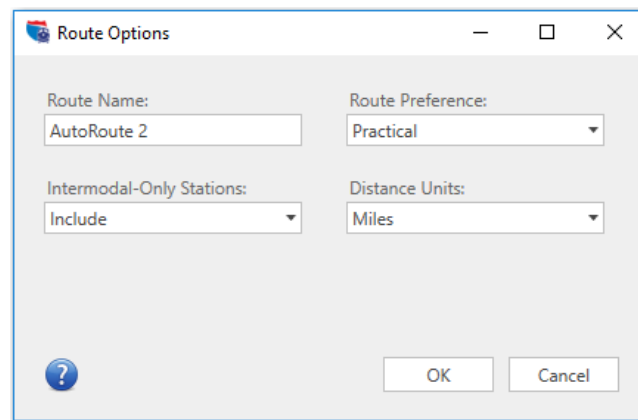 Route Options
Route Name: Route Preference:
AutoRoute 2 Practical
Intermodal-Only Stations: Distance Units:
Include Miles
? OK Cancel